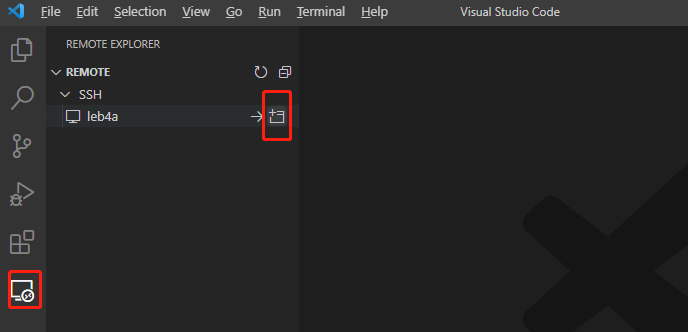 File Edit Selection View Go Run Terminal Help Visual Studio Code
REMOTE EXPLORER
REMOTE
SSH
leb4a